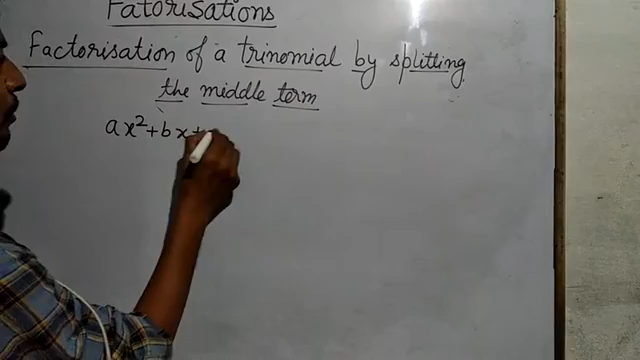 Fatorisations
Factorisation of a trinomial by splitting
the middle term
ax²+bx+